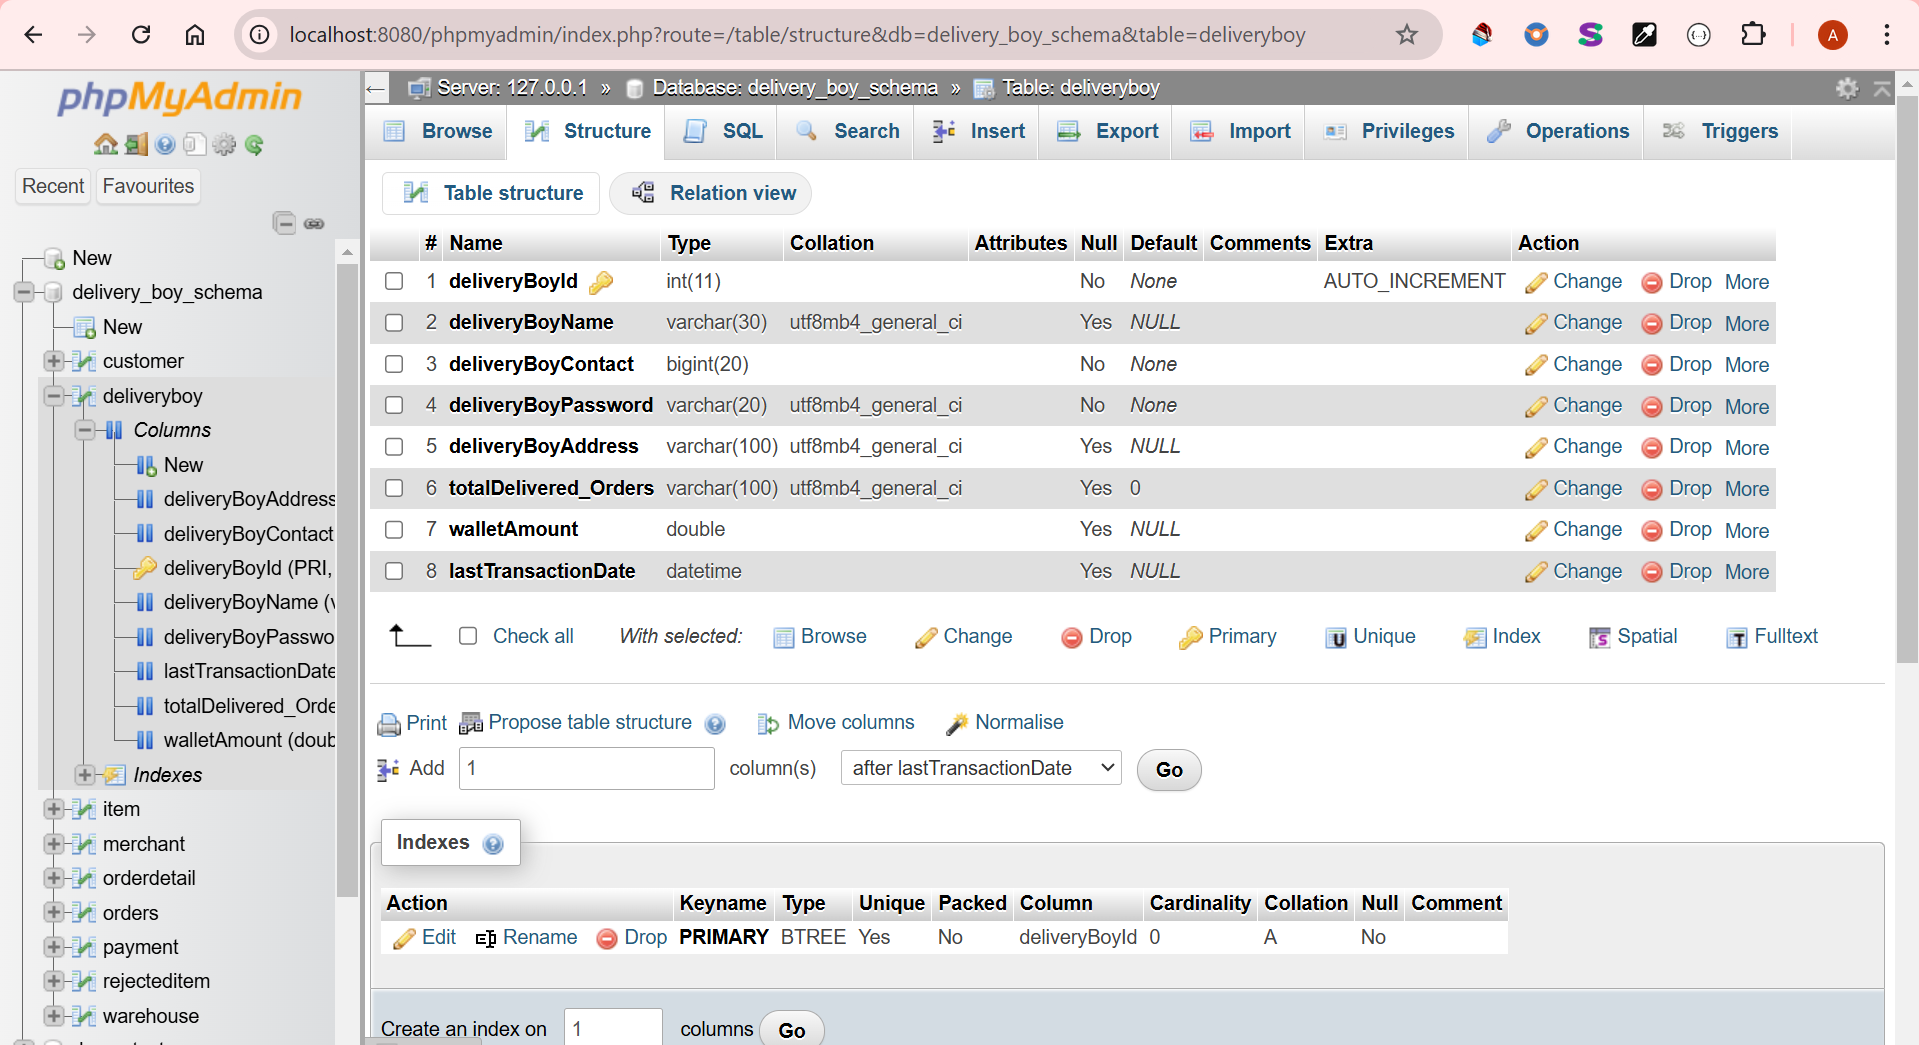 localhost:8080/phpmyadmin/index.php?route=/table/structure&db=delivery_boy_schema&table=deliveryboy
A
phpMyAdmin
Recent Favourites
New
delivery_boy_schema
New
customer
deliveryboy
Columns
New
deliveryBoyAddress
deliveryBoyContact
deliveryBoyId (PRI,
deliveryBoyName (v
deliveryBoyPasswo
lastTransactionDate
totalDelivered_Orde
walletAmount (doub
Indexes
item
merchant
orderdetail
orders
payment
rejecteditem
warehouse
Server: 127.0.0.1 » Database: delivery_boy_schema » Table: deliveryboy
Browse Structure SQL Search Insert Export Import Privileges Operations Triggers
Table structure Relation view
# Name Type Collation Attributes Null Default Comments Extra Action
1 deliveryBoyId int(11) No None AUTO_INCREMENT Change Drop More
2 deliveryBoyName varchar(30) utf8mb4_general_ci Yes NULL Change Drop More
3 deliveryBoyContact bigint(20) No None Change Drop More
4 deliveryBoyPassword varchar(20) utf8mb4_general_ci No None Change Drop More
5 deliveryBoyAddress varchar(100) utf8mb4_general_ci Yes NULL Change Drop More
6 totalDelivered_Orders varchar(100) utf8mb4_general_ci Yes 0 Change Drop More
7 walletAmount double Yes NULL Change Drop More
8 lastTransactionDate datetime Yes NULL Change Drop More
Check all With selected: Browse Change Drop Primary Unique Index Spatial Fulltext
Print Propose table structure Move columns Normalise
Add 1 column(s) after lastTransactionDate Go
Indexes
Action Keyname Type Unique Packed Column Cardinality Collation Null Comment
Edit Rename Drop PRIMARY BTREE Yes No deliveryBoyId 0 A No
Create an index on 1 columns Go